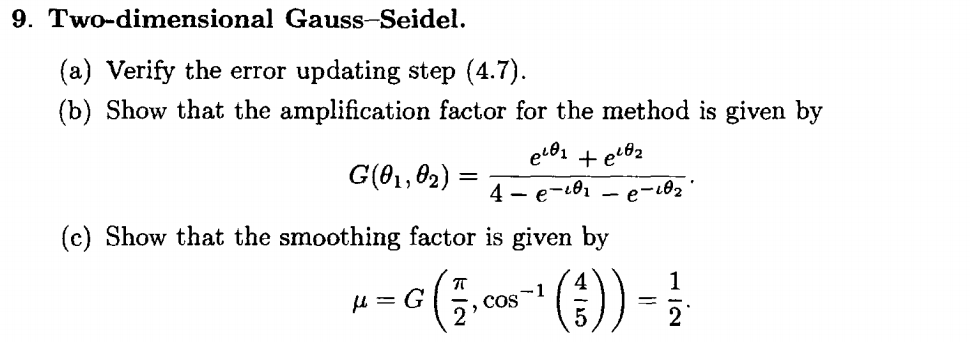 9. Two-dimensional Gauss–Seidel.
(a) Verify the error updating step (4.7).
(b) Show that the amplification factor for the method is given by
G(θ₁, θ₂) = (e^{ιθ₁} + e^{ιθ₂}) / (4 − e^{−ιθ₁} − e^{−ιθ₂}).
(c) Show that the smoothing factor is given by
μ = G(π/2, cos⁻¹(4/5)) = 1/2.